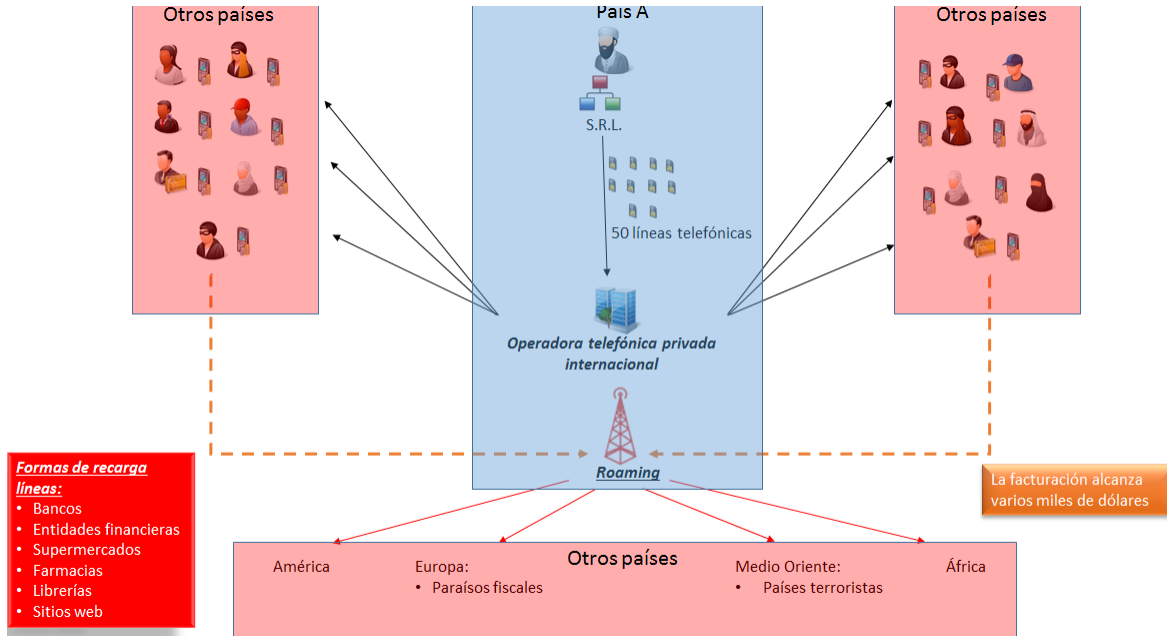 Otros países
País A
Otros países
S.R.L.
50 líneas telefónicas
Operadora telefónica privada
internacional
Roaming
Formas de recarga
líneas:
• Bancos
• Entidades financieras
• Supermercados
• Farmacias
• Librerías
• Sitios web
La facturación alcanza
varios miles de dólares
Otros países
América
Europa:
• Paraísos fiscales
Medio Oriente:
• Países terroristas
África